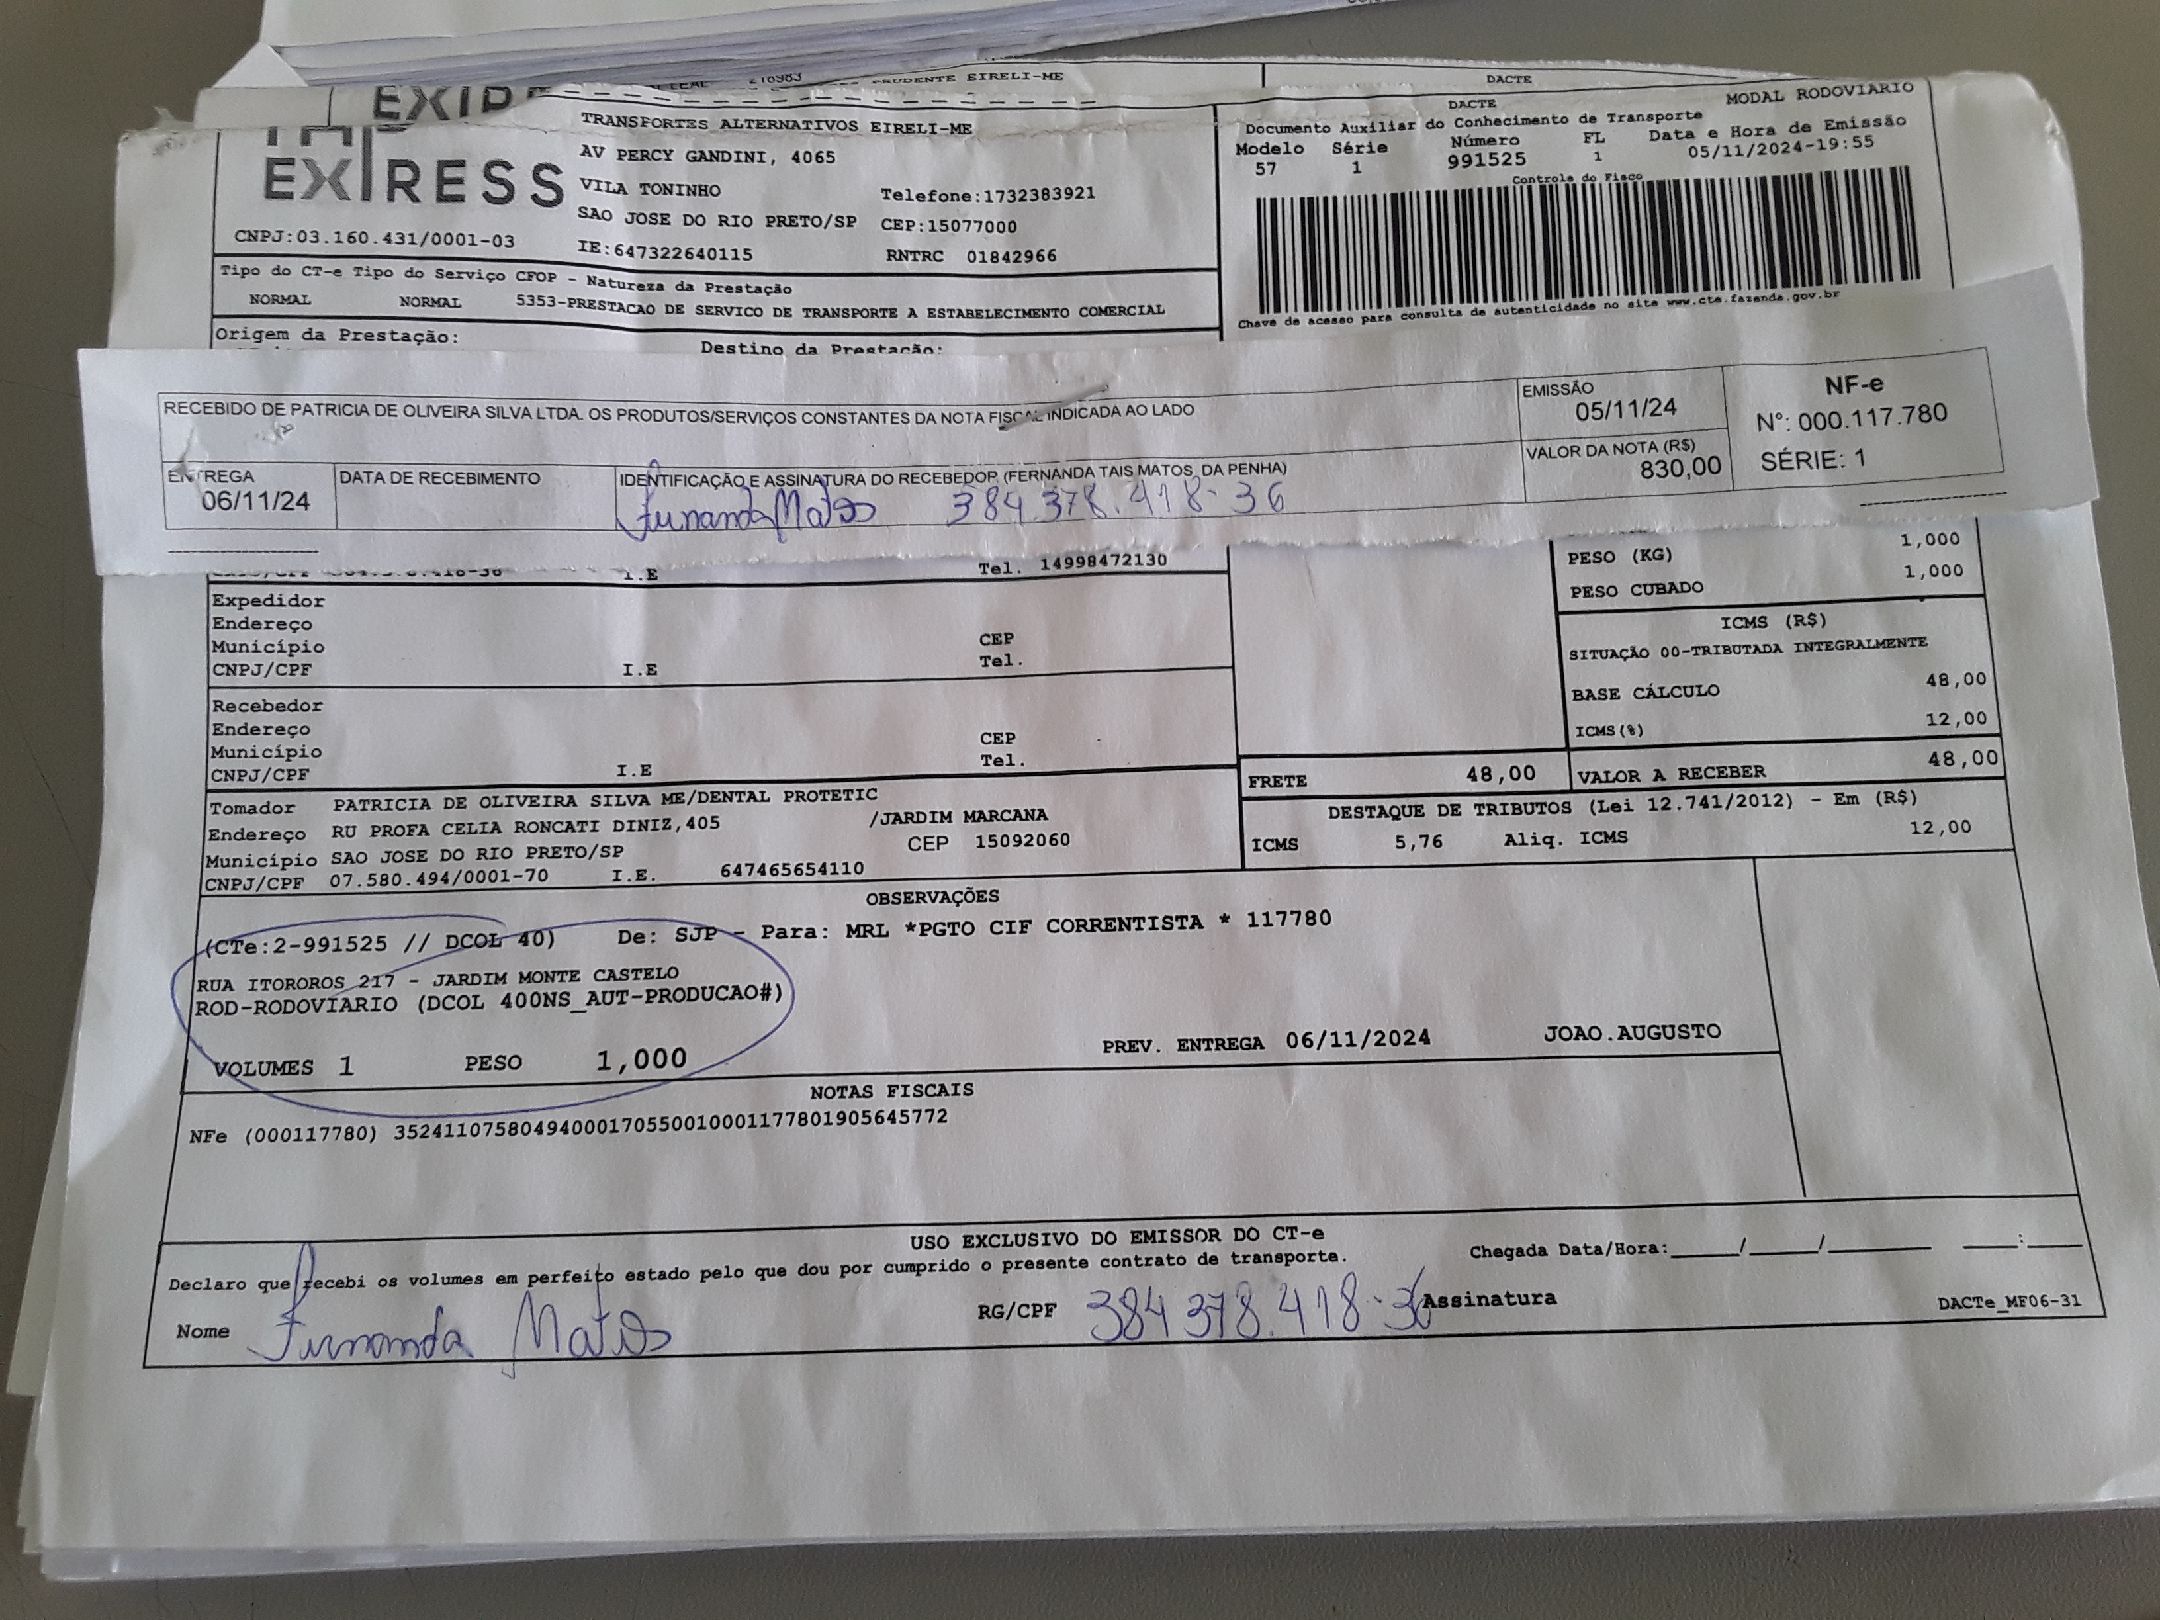 210983
PRUDENTE EIRELI-ME
DACTE
EXIRESS
TRANSPORTES ALTERNATIVOS EIRELI-ME
AV PERCY GANDINI, 4065
VILA TONINHO Telefone:1732383921
SAO JOSE DO RIO PRETO/SP CEP:15077000
CNPJ:03.160.431/0001-03 IE:647322640115 RNTRC 01842966
DACTE MODAL RODOVIARIO
Documento Auxiliar do Conhecimento de Transporte
Modelo Série Número FL Data e Hora de Emissão
57 1 991525 1 05/11/2024-19:55
Controle do Fisco
Chave de acesso para consulta de autenticidade no site www.cte.fazenda.gov.br
Tipo do CT-e Tipo do Serviço CFOP - Natureza da Prestação
NORMAL NORMAL 5353-PRESTACAO DE SERVICO DE TRANSPORTE A ESTABELECIMENTO COMERCIAL
Origem da Prestação: Destino da Prestação:
RECEBIDO DE PATRICIA DE OLIVEIRA SILVA LTDA. OS PRODUTOS/SERVIÇOS CONSTANTES DA NOTA FISCAL INDICADA AO LADO
EMISSÃO
05/11/24
VALOR DA NOTA (R$)
830,00
NF-e
Nº: 000.117.780
SÉRIE: 1
ENTREGA
06/11/24
DATA DE RECEBIMENTO
IDENTIFICAÇÃO E ASSINATURA DO RECEBEDOR (FERNANDA TAIS MATOS DA PENHA)
Fernanda Matos 384.378.418-36
I.E Tel. 14998472130
PESO (KG) 1,000
PESO CUBADO 1,000
Expedidor
Endereço
Município CEP
CNPJ/CPF I.E Tel.
ICMS (R$)
SITUAÇÃO 00-TRIBUTADA INTEGRALMENTE
BASE CÁLCULO 48,00
ICMS(%) 12,00
Recebedor
Endereço
Município CEP
CNPJ/CPF I.E Tel.
FRETE 48,00 VALOR A RECEBER 48,00
Tomador PATRICIA DE OLIVEIRA SILVA ME/DENTAL PROTETIC
Endereço RU PROFA CELIA RONCATI DINIZ,405 /JARDIM MARCANA
Município SAO JOSE DO RIO PRETO/SP CEP 15092060
CNPJ/CPF 07.580.494/0001-70 I.E. 647465654110
DESTAQUE DE TRIBUTOS (Lei 12.741/2012) - Em (R$)
ICMS 5,76 Aliq. ICMS 12,00
OBSERVAÇÕES
(CTe:2-991525 // DCOL 40) De: SJP - Para: MRL *PGTO CIF CORRENTISTA * 117780
RUA ITOROROS 217 - JARDIM MONTE CASTELO
ROD-RODOVIARIO (DCOL 400NS_AUT-PRODUCAO#)
VOLUMES 1 PESO 1,000 PREV. ENTREGA 06/11/2024 JOAO.AUGUSTO
NOTAS FISCAIS
NFe (000117780) 35241107580494000170550010001177801905645772
USO EXCLUSIVO DO EMISSOR DO CT-e
Declaro que recebi os volumes em perfeito estado pelo que dou por cumprido o presente contrato de transporte.
Chegada Data/Hora:______/______/_________ ____:____
Nome Fernanda Matos RG/CPF 384.378.418-36 Assinatura
DACTe_MF06-31